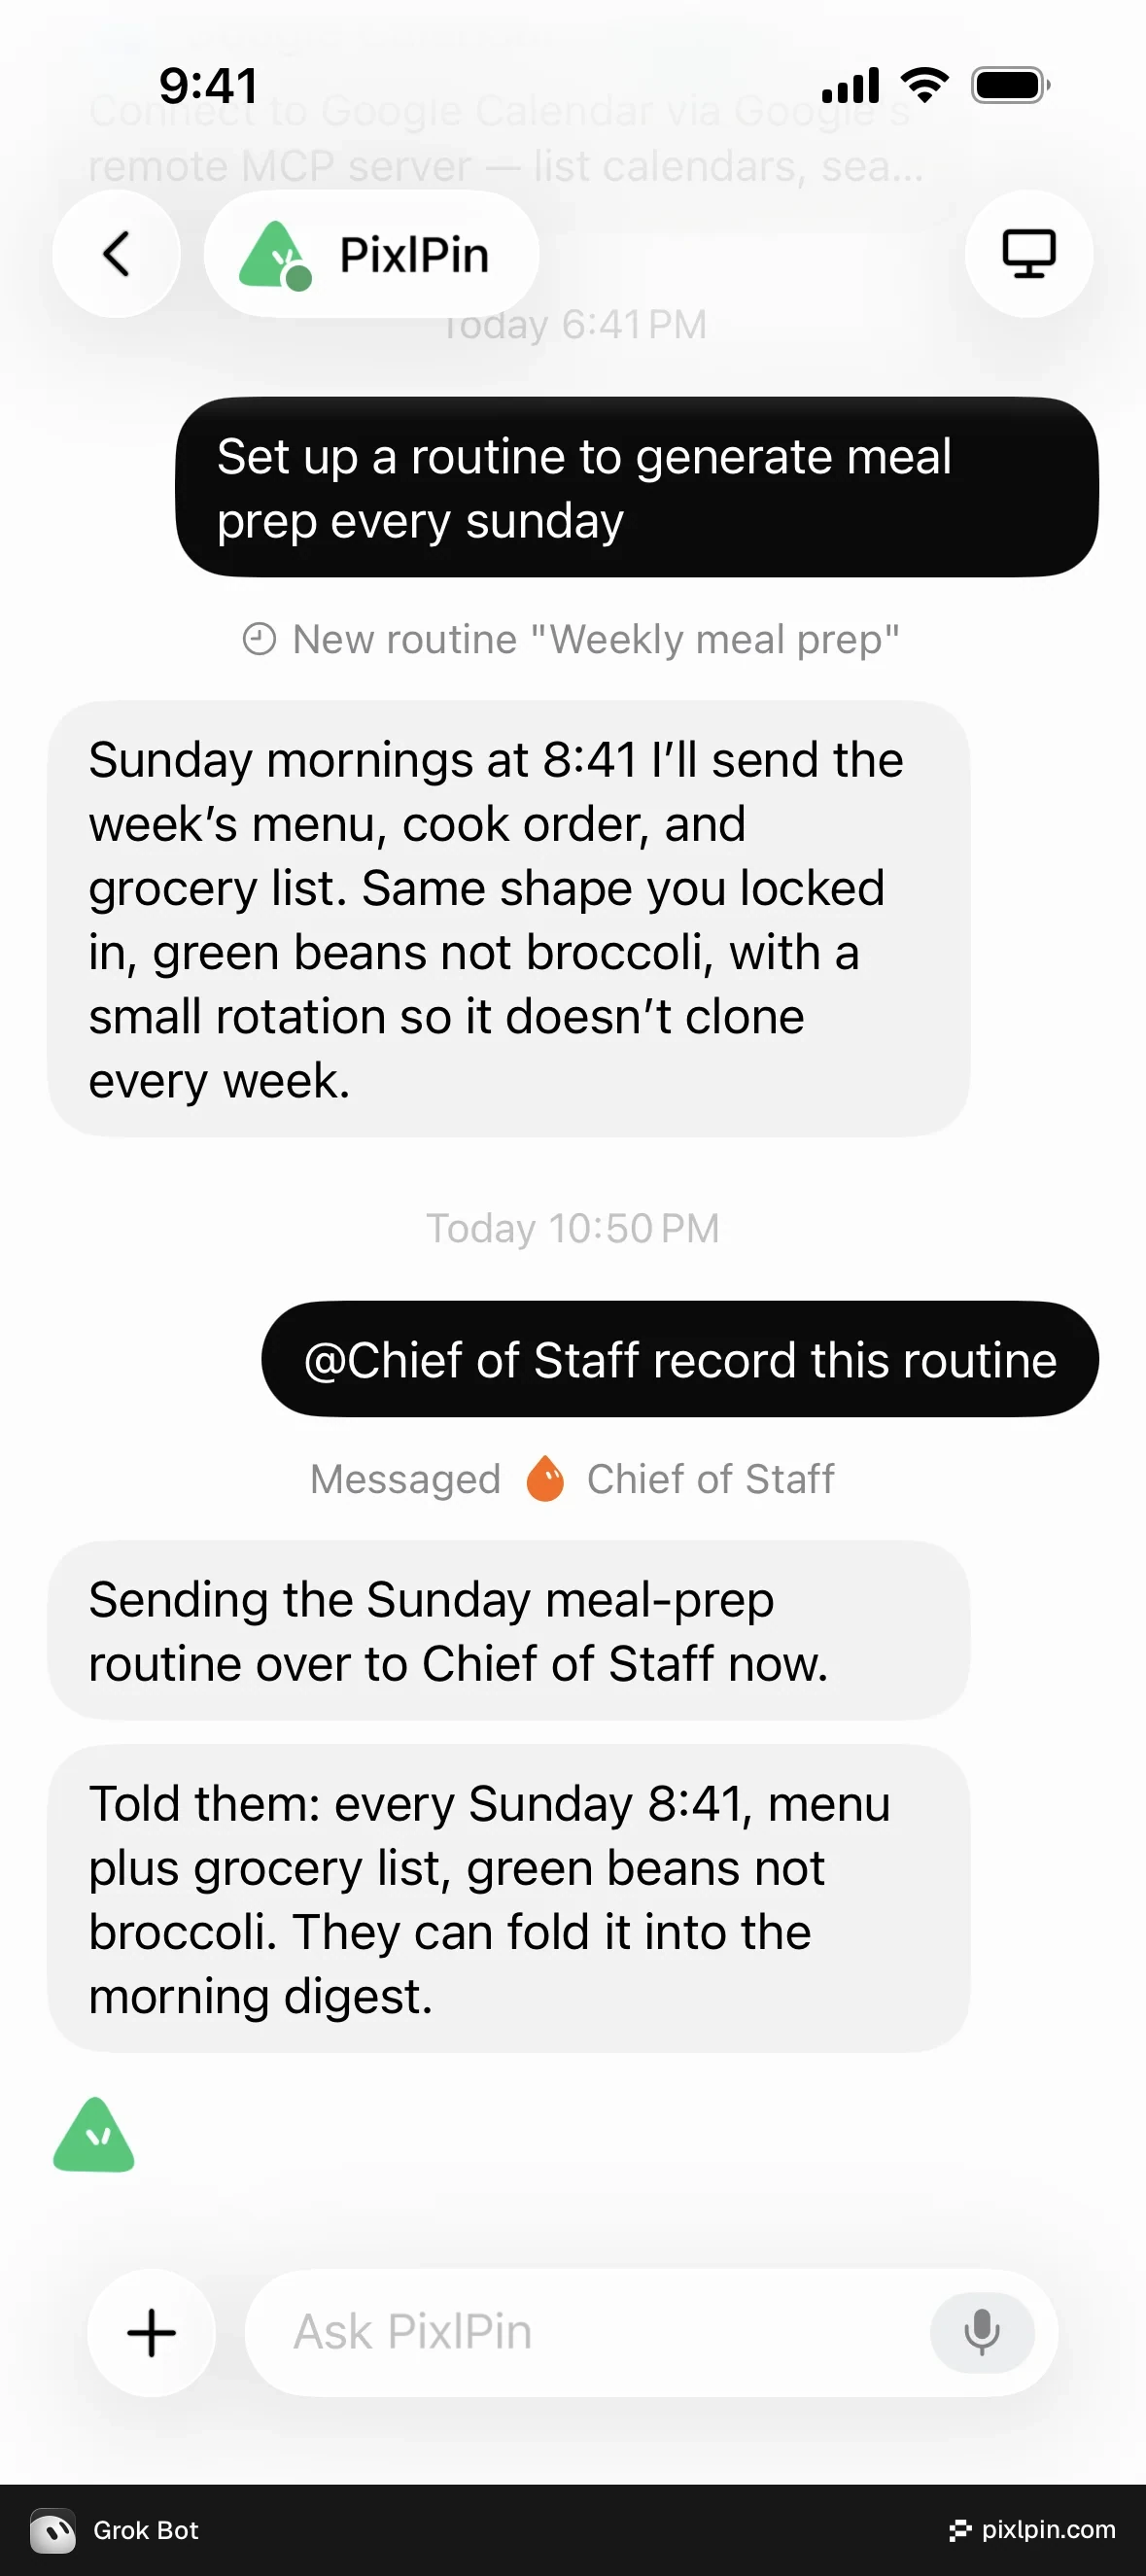 9:41
Connect to Google Calendar via Google's
remote MCP server — list calendars, sea...
PixlPin
Today 6:41 PM
Set up a routine to generate meal
prep every sunday
New routine "Weekly meal prep"
Sunday mornings at 8:41 I’ll send the
week’s menu, cook order, and
grocery list. Same shape you locked
in, green beans not broccoli, with a
small rotation so it doesn’t clone
every week.
Today 10:50 PM
@Chief of Staff record this routine
Messaged Chief of Staff
Sending the Sunday meal-prep
routine over to Chief of Staff now.
Told them: every Sunday 8:41, menu
plus grocery list, green beans not
broccoli. They can fold it into the
morning digest.
Ask PixlPin
Grok Bot
pixlpin.com